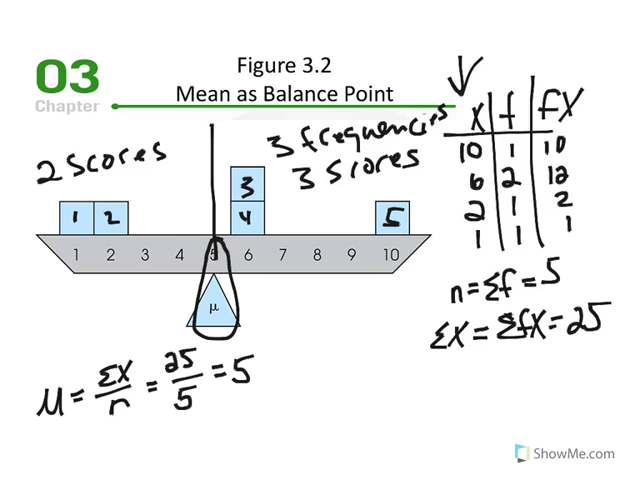 03
Chapter
Figure 3.2
Mean as Balance Point
2 Scores
3 frequencies
3 Scores
3
1 2 4 5
1 2 3 4 5 6 7 8 9 10
μ
X f fX
10 1 10
6 2 12
2 1 2
1 1 1
n = Σf = 5
ΣX = ΣfX = 25
μ = ΣX/n = 25/5 = 5
ShowMe.com